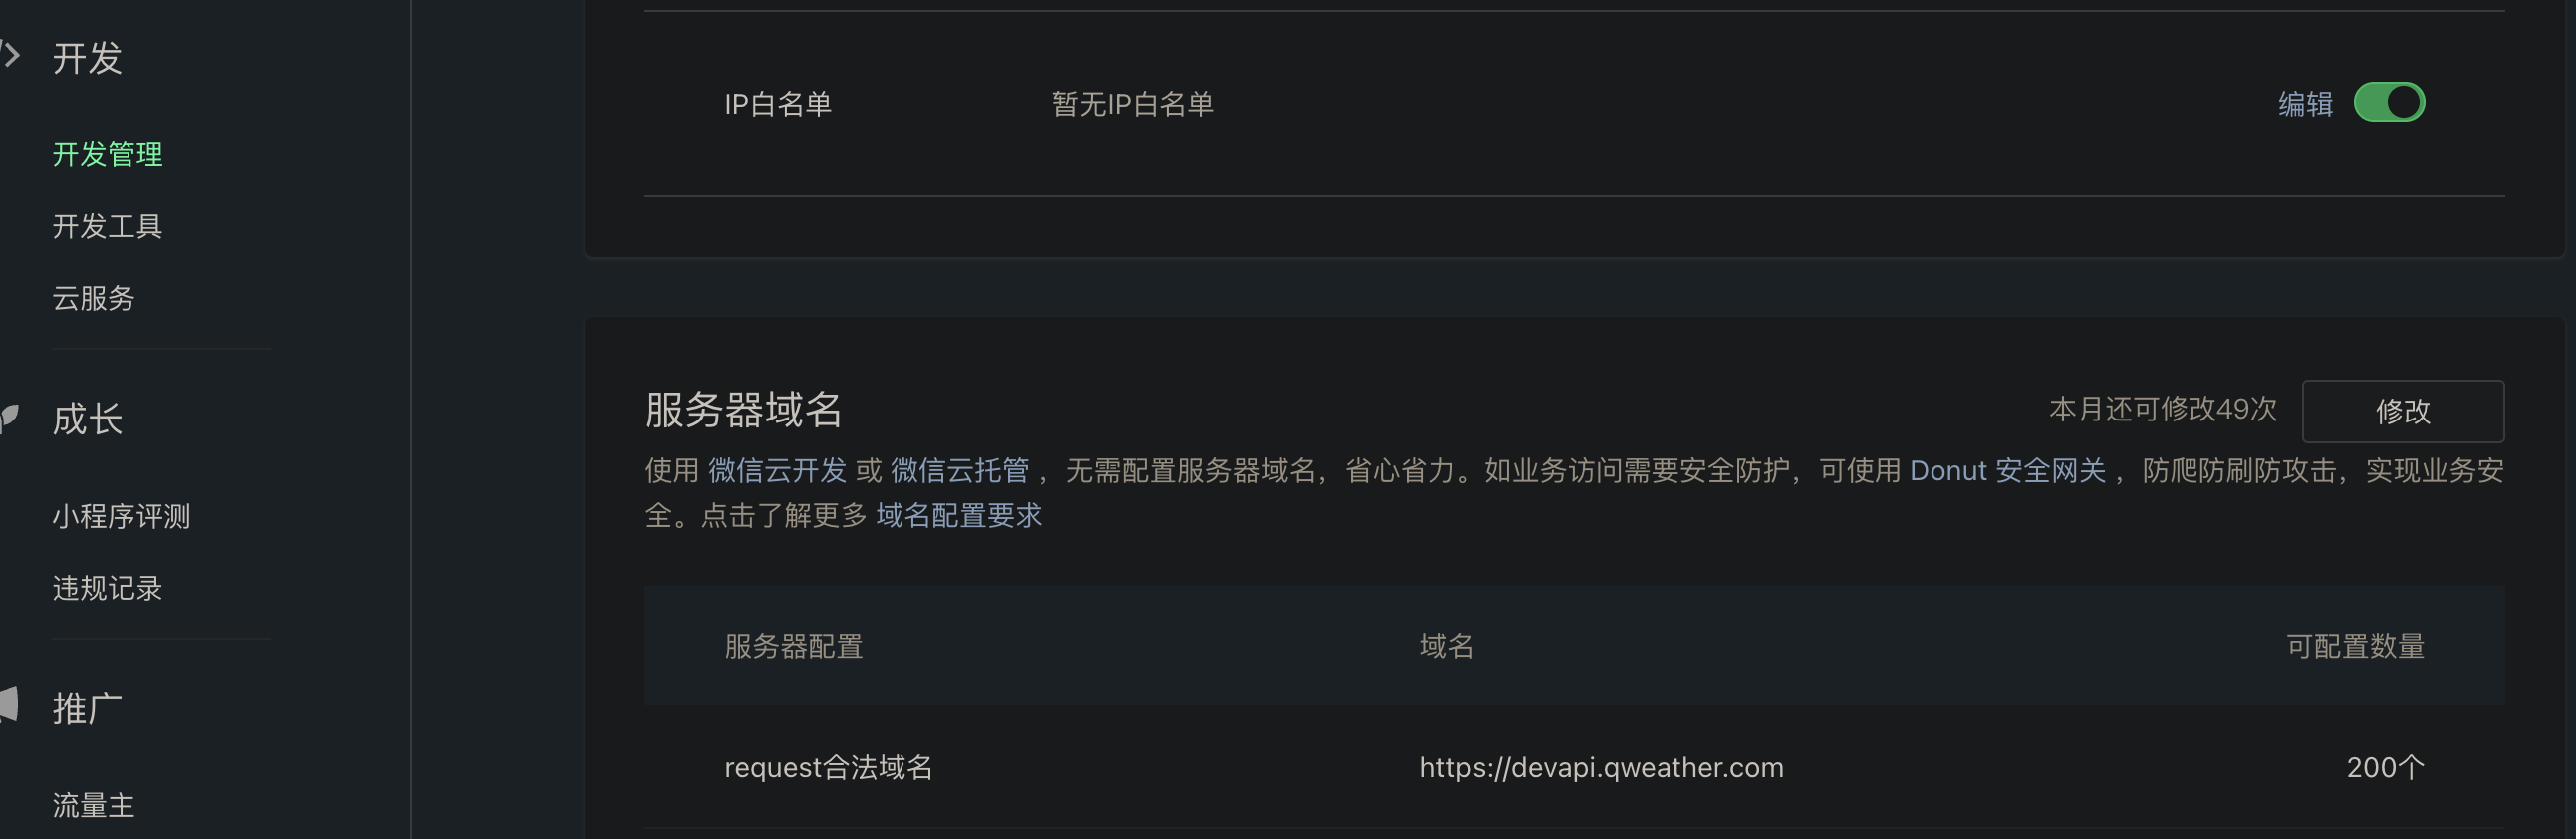 开发
开发管理
开发工具
云服务
成长
小程序评测
违规记录
推广
流量主
IP白名单 暂无IP白名单 编辑
服务器域名 本月还可修改49次 修改
使用 微信云开发 或 微信云托管 ，无需配置服务器域名，省心省力。如业务访问需要安全防护，可使用 Donut 安全网关 ，防爬防刷防攻击，实现业务安
全。点击了解更多 域名配置要求
服务器配置 域名 可配置数量
request合法域名 https://devapi.qweather.com 200个